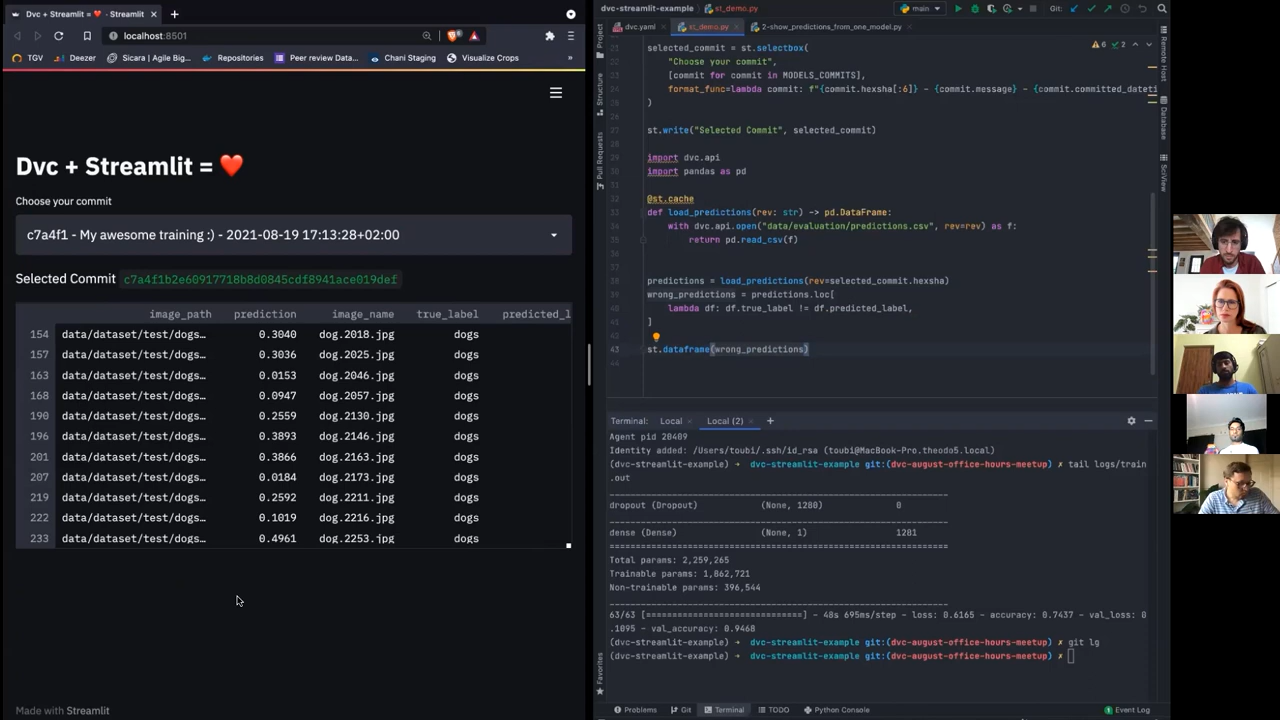 Dvc + Streamlit = ❤️ · Streamlit
localhost:8501
TGV
Deezer
Sicara | Agile Big...
Repositories
Peer review Data...
Chani Staging
Visualize Crops
»
Dvc + Streamlit = ❤️
Choose your commit
c7a4f1 - My awesome training :) - 2021-08-19 17:13:28+02:00
Selected Commit c7a4f1b2e60917718b8d0845cdf8941ace019def
image_path prediction image_name true_label predicted_l
154 data/dataset/test/dogs… 0.3040 dog.2018.jpg dogs
157 data/dataset/test/dogs… 0.3036 dog.2025.jpg dogs
163 data/dataset/test/dogs… 0.0153 dog.2046.jpg dogs
168 data/dataset/test/dogs… 0.0947 dog.2057.jpg dogs
190 data/dataset/test/dogs… 0.2559 dog.2130.jpg dogs
196 data/dataset/test/dogs… dog.2146.jpg dogs
201 data/dataset/test/dogs… 0.3866 dog.2163.jpg dogs
207 data/dataset/test/dogs… 0.0184 dog.2173.jpg dogs
219 data/dataset/test/dogs… 0.2592 dog.2211.jpg dogs
222 data/dataset/test/dogs… 0.1019 dog.2216.jpg dogs
233 data/dataset/test/dogs… 0.4961 dog.2253.jpg dogs
Made with Streamlit
dvc-streamlit-example
st_demo.py
main
Git:
dvc.yaml
st_demo.py
2-show_predictions_from_one_model.py
6 2
selected_commit = st.selectbox(
"Choose your commit",
[commit for commit in MODELS_COMMITS],
format_func=lambda commit: f"{commit.hexsha[:6]} - {commit.message} - {commit.committed_dateti
)
st.write("Selected Commit", selected_commit)
import dvc.api
import pandas as pd
@st.cache
def load_predictions(rev: str) -> pd.DataFrame:
with dvc.api.open("data/evaluation/predictions.csv", rev=rev) as f:
return pd.read_csv(f)
predictions = load_predictions(rev=selected_commit.hexsha)
wrong_predictions = predictions.loc[
lambda df: df.true_label != df.predicted_label,
]
43 st.dataframe(wrong_predictions)
Project
Structure
Pull Requests
Favorites
Remote Host
Database
SciView
Terminal:
Local
Local (2)
Agent pid 20409
Identity added: /Users/toubi/.ssh/id_rsa (toubi@MacBook-Pro.theodo5.local)
(dvc-streamlit-example) → dvc-streamlit-example git:(dvc-august-office-hours-meetup) ✗ tail logs/train
.out
dropout (Dropout) (None, 1280) 0
dense (Dense) (None, 1) 1281
Total params: 2,259,265
Trainable params: 1,862,721
Non-trainable params: 396,544
63/63 [==============================] - 48s 695ms/step - loss: 0.6165 - accuracy: 0.7437 - val_loss: 0
.1095 - val_accuracy: 0.9468
(dvc-streamlit-example) → dvc-streamlit-example git:(dvc-august-office-hours-meetup) ✗ git lg
(dvc-streamlit-example) → dvc-streamlit-example git:(dvc-august-office-hours-meetup) ✗
Problems
Git
Terminal
TODO
Python Console
Event Log